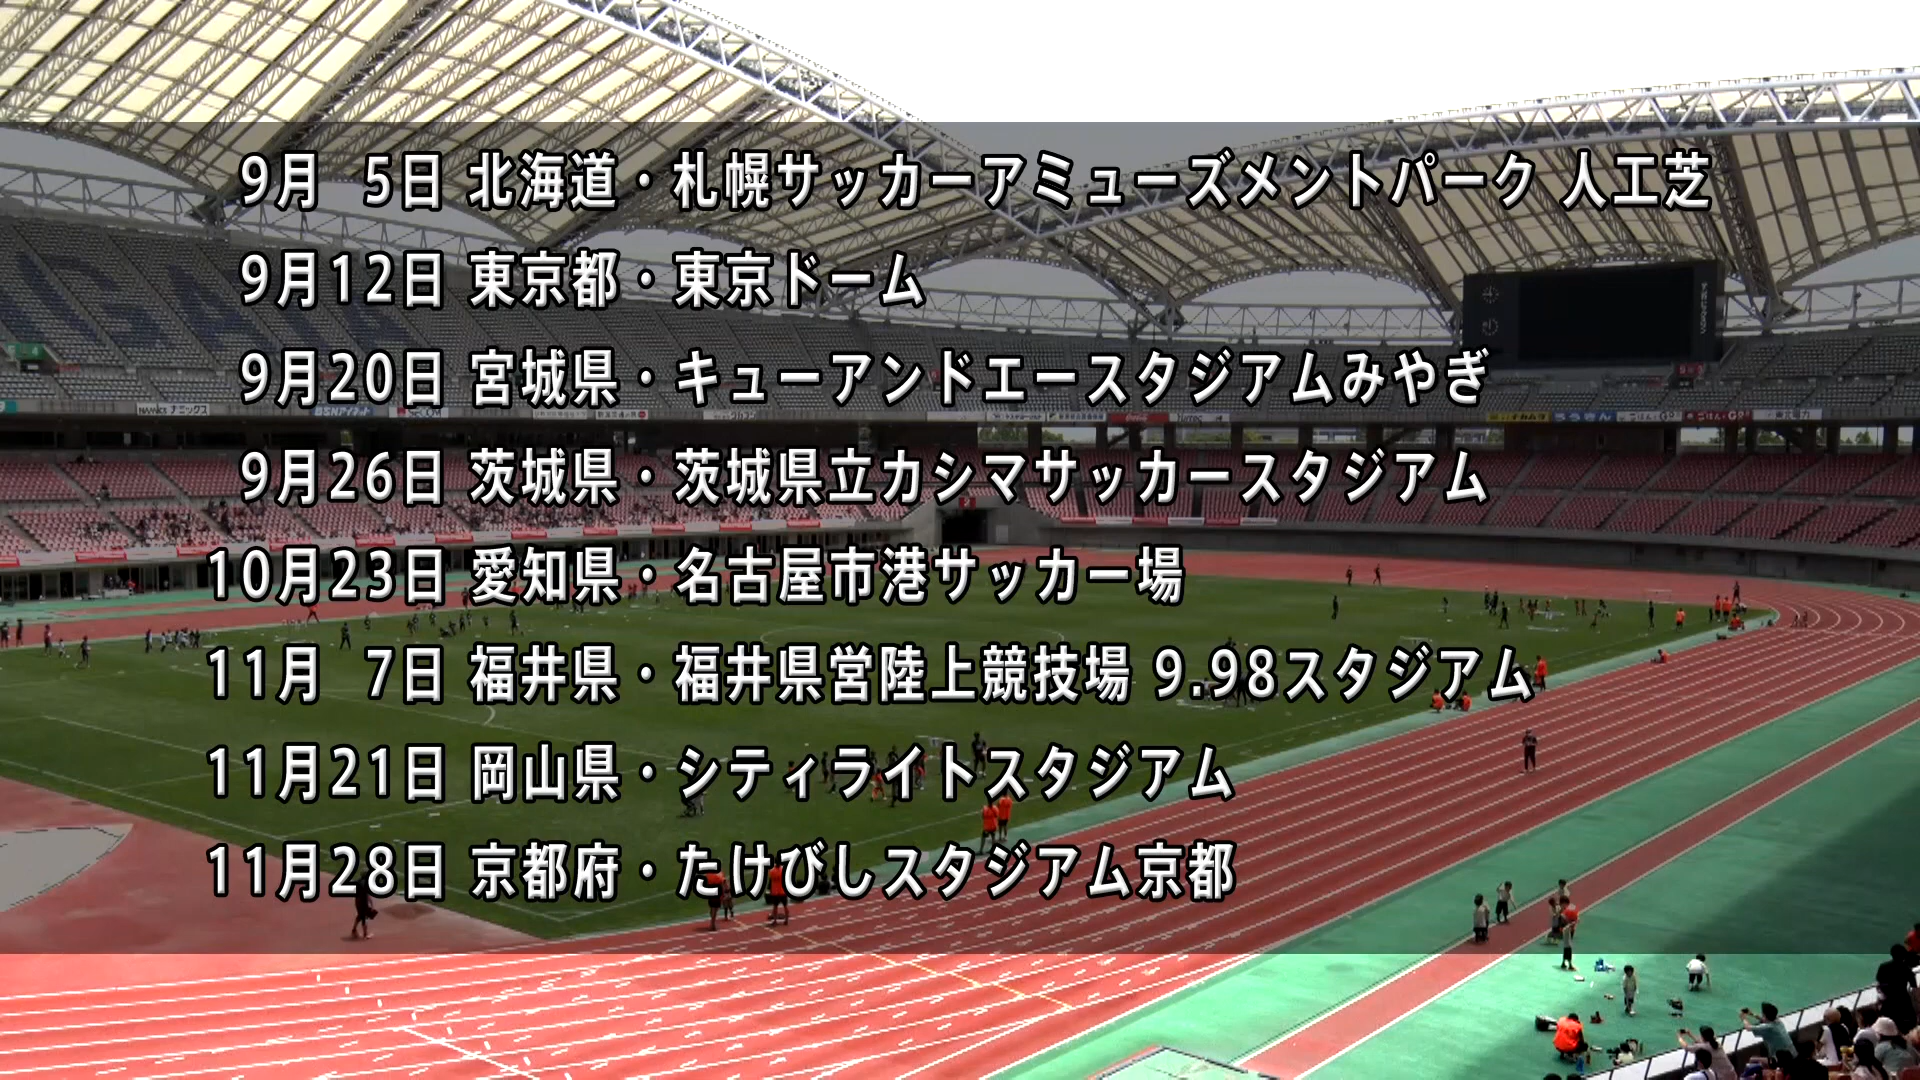 9月 5日 北海道・札幌サッカーアミューズメントパーク 人工芝
9月12日 東京都・東京ドーム
9月20日 宮城県・キューアンドエースタジアムみやぎ
9月26日 茨城県・茨城県立カシマサッカースタジアム
10月23日 愛知県・名古屋市港サッカー場
11月 7日 福井県・福井県営陸上競技場 9.98スタジアム
11月21日 岡山県・シティライトスタジアム
11月28日 京都府・たけびしスタジアム京都